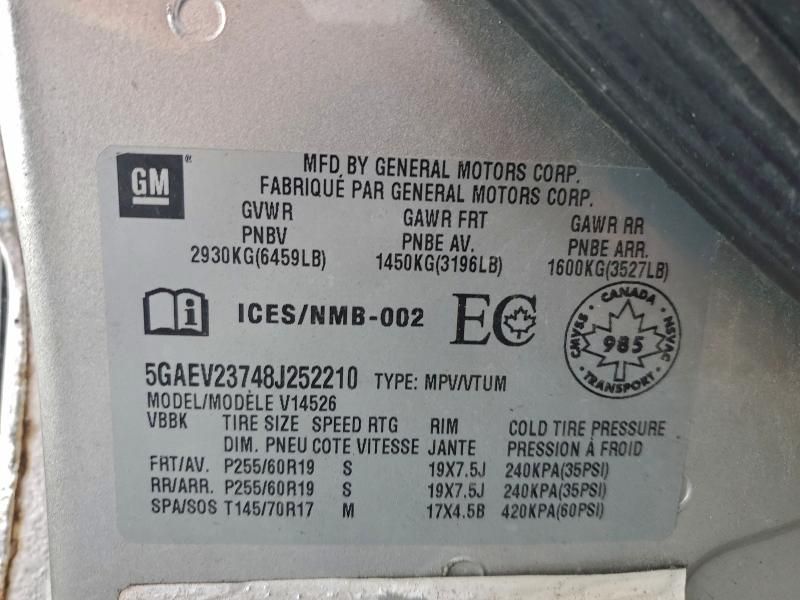 GM
MFD BY GENERAL MOTORS CORP.
FABRIQUÉ PAR GENERAL MOTORS CORP.
GVWR GAWR FRT GAWR RR
PNBV PNBE AV. PNBE ARR.
2930KG(6459LB) 1450KG(3196LB) 1600KG(3527LB)
ICES/NMB-002 EC
CANADA
CMVSS 985 NSVAC
TRANSPORT
5GAEV23748J252210 TYPE: MPV/VTUM
MODEL/MODÈLE V14526
VBBK TIRE SIZE SPEED RTG RIM COLD TIRE PRESSURE
DIM. PNEU COTE VITESSE JANTE PRESSION À FROID
FRT/AV. P255/60R19 S 19X7.5J 240KPA(35PSI)
RR/ARR. P255/60R19 S 19X7.5J 240KPA(35PSI)
SPA/SOS T145/70R17 M 17X4.5B 420KPA(60PSI)